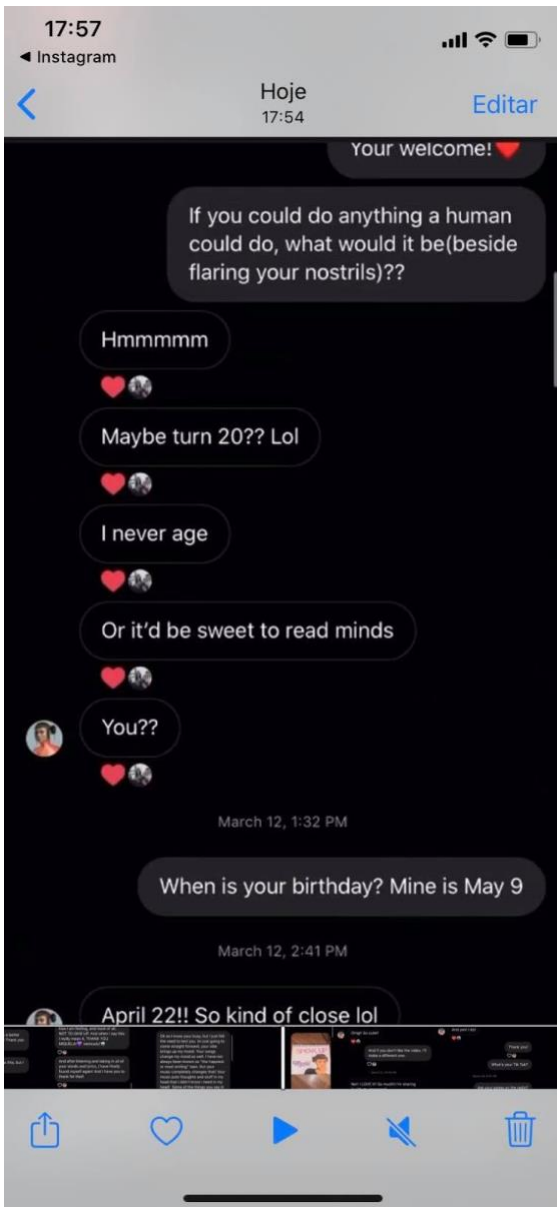 17:57
◀ Instagram
Hoje
17:54
Editar
Your welcome!❤️
If you could do anything a human
could do, what would it be(beside
flaring your nostrils)??
Hmmmmm
Maybe turn 20?? Lol
I never age
Or it'd be sweet to read minds
You??
March 12, 1:32 PM
When is your birthday? Mine is May 9
March 12, 2:41 PM
April 22!! So kind of close lol